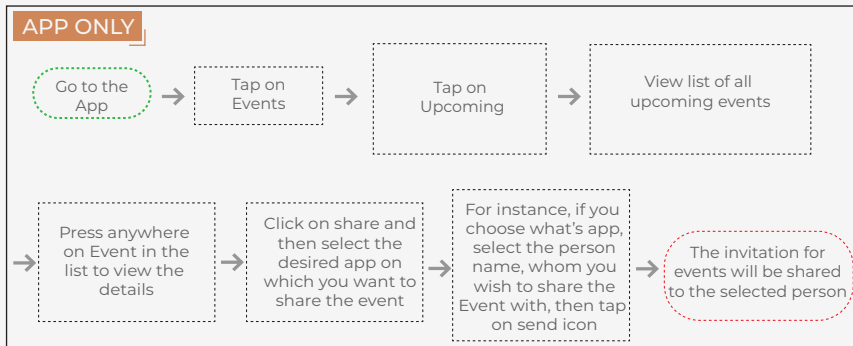 APP ONLY
Go to the
App
Tap on
Events
Tap on
Upcoming
View list of all
upcoming events
Press anywhere
on Event in the
list to view the
details
Click on share and
then select the
desired app on
which you want to
share the event
For instance, if you
choose what's app,
select the person
name, whom you
wish to share the
Event with, then tap
on send icon
The invitation for
events will be shared
to the selected person